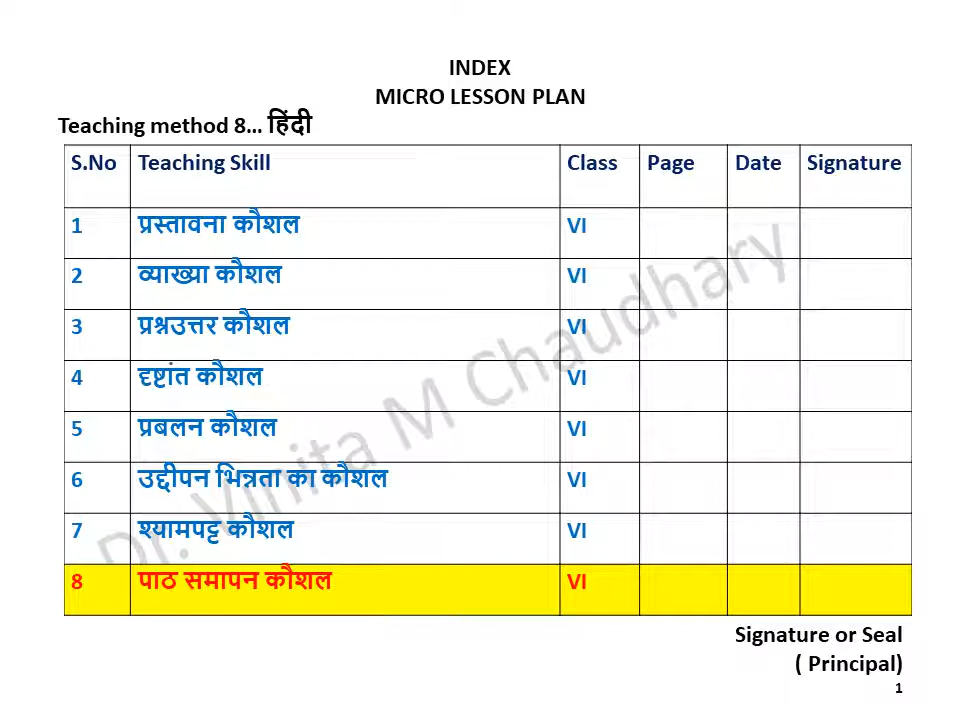 INDEX
MICRO LESSON PLAN
Teaching method 8... हिंदी
S.No Teaching Skill Class Page Date Signature
1 प्रस्तावना कौशल VI
2 व्याख्या कौशल VI
3 प्रश्नउत्तर कौशल VI
4 दृष्टांत कौशल VI
5 प्रबलन कौशल VI
6 उद्दीपन भिन्नता का कौशल VI
7 श्यामपट्ट कौशल VI
8 पाठ समापन कौशल VI
Dr. Vinita M Chaudhary
Signature or Seal
( Principal)
1